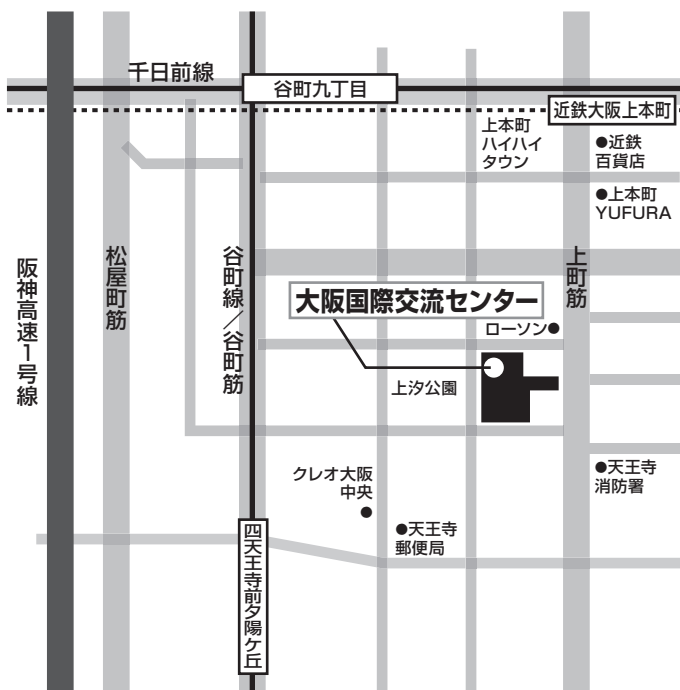 千日前線
谷町九丁目
近鉄大阪上本町
上本町
ハイハイ
タウン
●近鉄
百貨店
●上本町
YUFURA
阪神高速1号線
松屋町筋
谷町線／谷町筋
上町筋
大阪国際交流センター
ローソン●
上汐公園
クレオ大阪
中央
●
●天王寺
郵便局
●天王寺
消防署
四天王寺前夕陽ケ丘